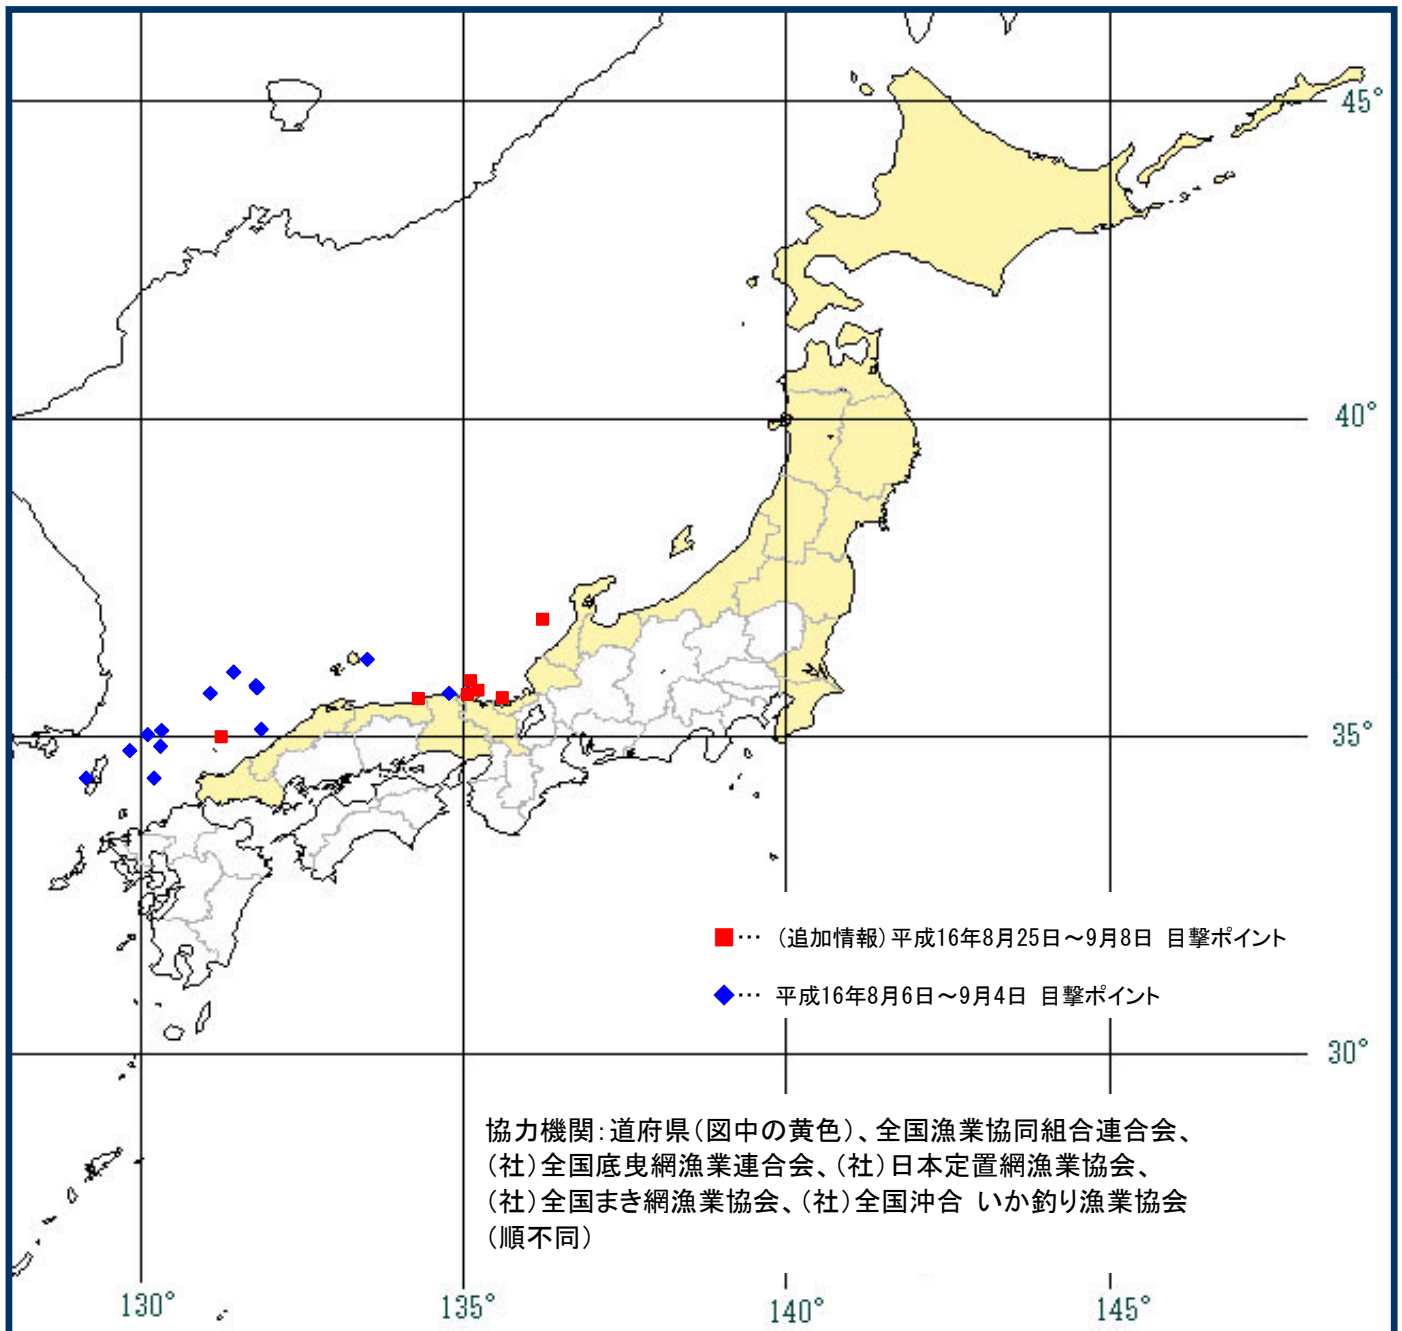 45°
40°
35°
■… (追加情報)平成16年8月25日～9月8日 目撃ポイント
◆… 平成16年8月6日～9月4日 目撃ポイント
30°
協力機関:道府県(図中の黄色)、全国漁業協同組合連合会、
(社)全国底曳網漁業連合会、(社)日本定置網漁業協会、
(社)全国まき網漁業協会、(社)全国沖合 いか釣り漁業協会
(順不同)
130°
135°
140°
145°